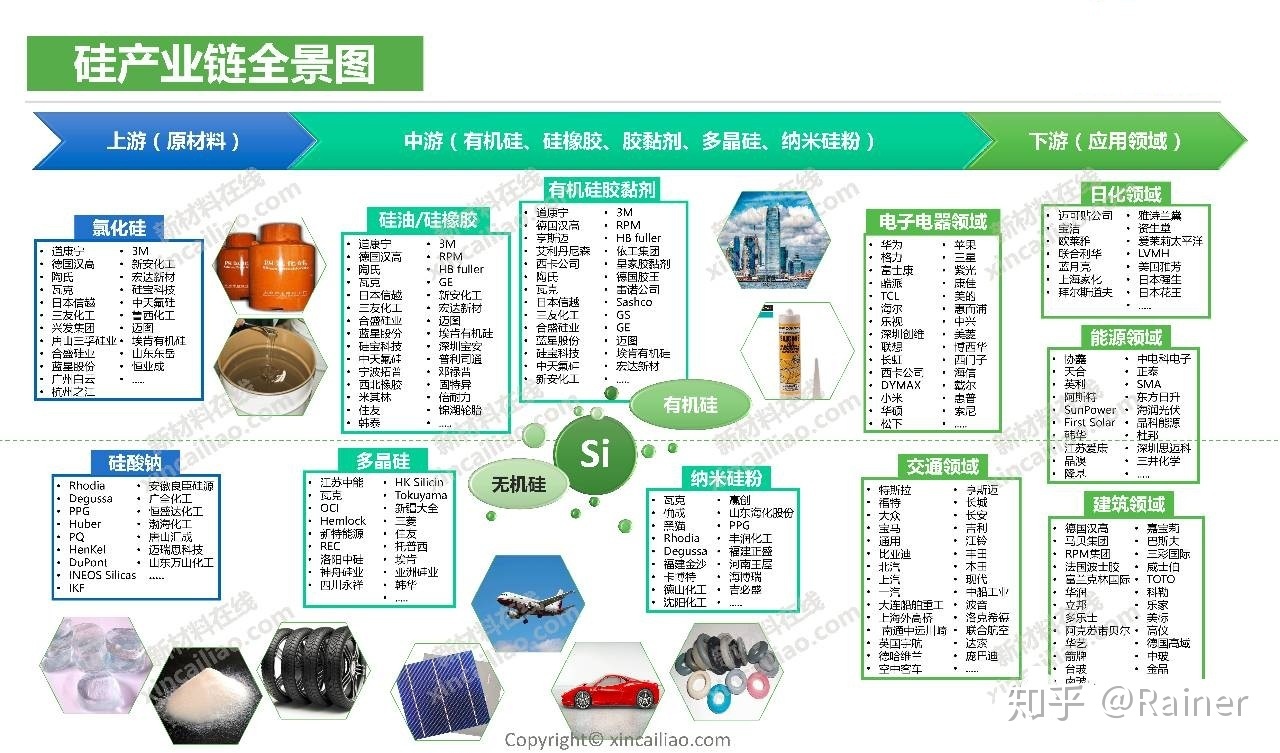 硅产业链全景图
上游（原材料）
中游（有机硅、硅橡胶、胶黏剂、多晶硅、纳米硅粉）
下游（应用领域）
氯化硅
道康宁
德国汉高
陶氏
瓦克
日本信越
三友化工
兴发集团
唐山三孚硅业
合盛硅业
蓝星股份
广州白云
杭州之江
3M
新安化工
宏达新材
硅宝科技
中天氟硅
鲁西化工
迈图
埃肯有机硅
山东东岳
恒业成
.....
硅油/硅橡胶
道康宁
德国汉高
陶氏
瓦克
日本信越
三友化工
合盛硅业
蓝星股份
硅宝科技
中天氟硅
宁波拓普
西北橡胶
米其林
住友
韩泰
3M
RPM
HB fuller
GE
新安化工
宏达新材
迈图
埃肯有机硅
深圳宝安
普利司通
邓禄普
固特异
倍耐力
锦湖轮胎
.....
有机硅胶黏剂
道康宁
德国汉高
亨斯迈
艾利丹尼森
西卡公司
陶氏
瓦克
日本信越
三友化工
合盛硅业
蓝星股份
硅宝科技
中天氟硅
新安化工
3M
RPM
HB fuller
依工集团
皇家胶黏剂
德国胶王
富诺公司
Sashco
GS
GE
迈图
埃肯有机硅
宏达新材
.....
电子电器领域
华为
格力
富士康
酷派
TCL
海尔
乐视
深圳创维
联想
长虹
西卡公司
DYMAX
小米
华硕
松下
苹果
三星
紫光
康佳
美的
惠而浦
中兴
美菱
博西华
西门子
海信
戴尔
惠普
索尼
.....
日化领域
迈可贴公司
宝洁
欧莱雅
联合利华
蓝月亮
上海家化
拜尔斯道夫
雅诗兰黛
资生堂
爱茉莉太平洋
LVMH
美国雅芳
日本强生
日本花王
.....
能源领域
协鑫
天合
英利
阿斯特
SunPower
First Solar
韩华
江苏爱康
晶澳
隆基
中电科电子
正泰
SMA
东方日升
海润光伏
晶科能源
杜邦
深圳思迈科
三井化学
.....
有机硅
Si
无机硅
硅酸钠
Rhodia
Degussa
PPG
Huber
PQ
HenKel
DuPont
INEOS Silicas
IKF
安徽良臣硅源
广全化工
恒盛达化工
渤海化工
唐山汇成
迈瑞思科技
山东万山化工
.....
多晶硅
江苏中能
瓦克
OCI
Hemlock
新特能源
REC
洛阳中硅
神舟硅业
四川永祥
HK Silicin
Tokuyama
新疆大全
三菱
住友
托普西
埃肯
亚洲硅业
韩华
.....
纳米硅粉
瓦克
黑猫
Rhodia
Degussa
福建金沙
卡博特
德山化工
沈阳化工
赢创
山东海化股份
PPG
丰润化工
福建正盛
河南王屋
海博瑞
吉必盛
.....
交通领域
特斯拉
福特
大众
宝马
通用
比亚迪
北汽
上汽
一汽
大连船舶重工
上海外高桥
南通中远川崎
英国宇航
德哈维兰
空中客车
亨斯迈
长城
长安
吉利
江铃
丰田
本田
现代
中船工业
波音
洛克希德
联合航空
达索
庞巴迪
.....
建筑领域
德国汉高
马贝集团
RPM集团
法国波士胶
富兰克林国际
华润
立邦
多乐士
阿克苏诺贝尔
华艺
箭牌
台玻
南玻
嘉宝莉
巴斯夫
三彩国际
威士伯
TOTO
科勒
乐家
美标
高仪
德国高域
中玻
金晶
.....
Copyright© xincailiao.com
知乎 @Rainer
新材料在线
xincailiao.com